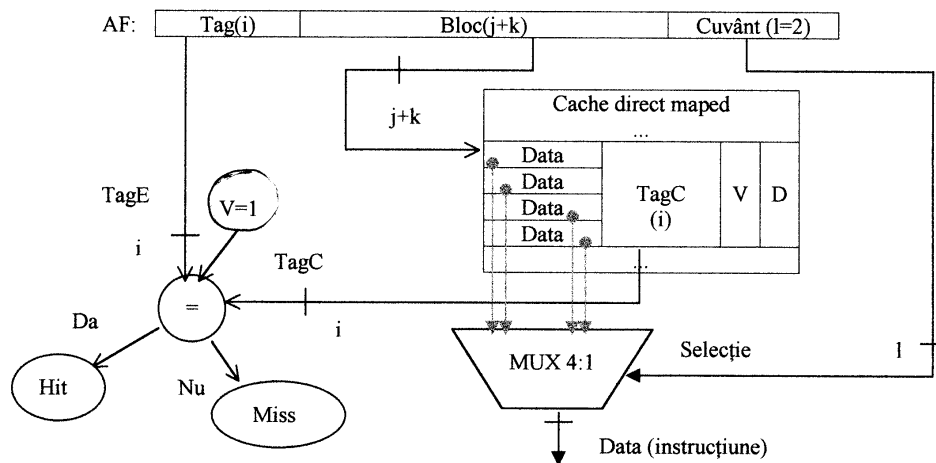 AF: Tag(i) Bloc(j+k) Cuvânt (l=2)
j+k
Cache direct maped
...
Data
Data
Data
Data
TagC
(i)
V
D
...
TagE
V=1
i
TagC
=
i
Da
Nu
Hit
Miss
MUX 4:1
Selecție
l
Data (instrucțiune)